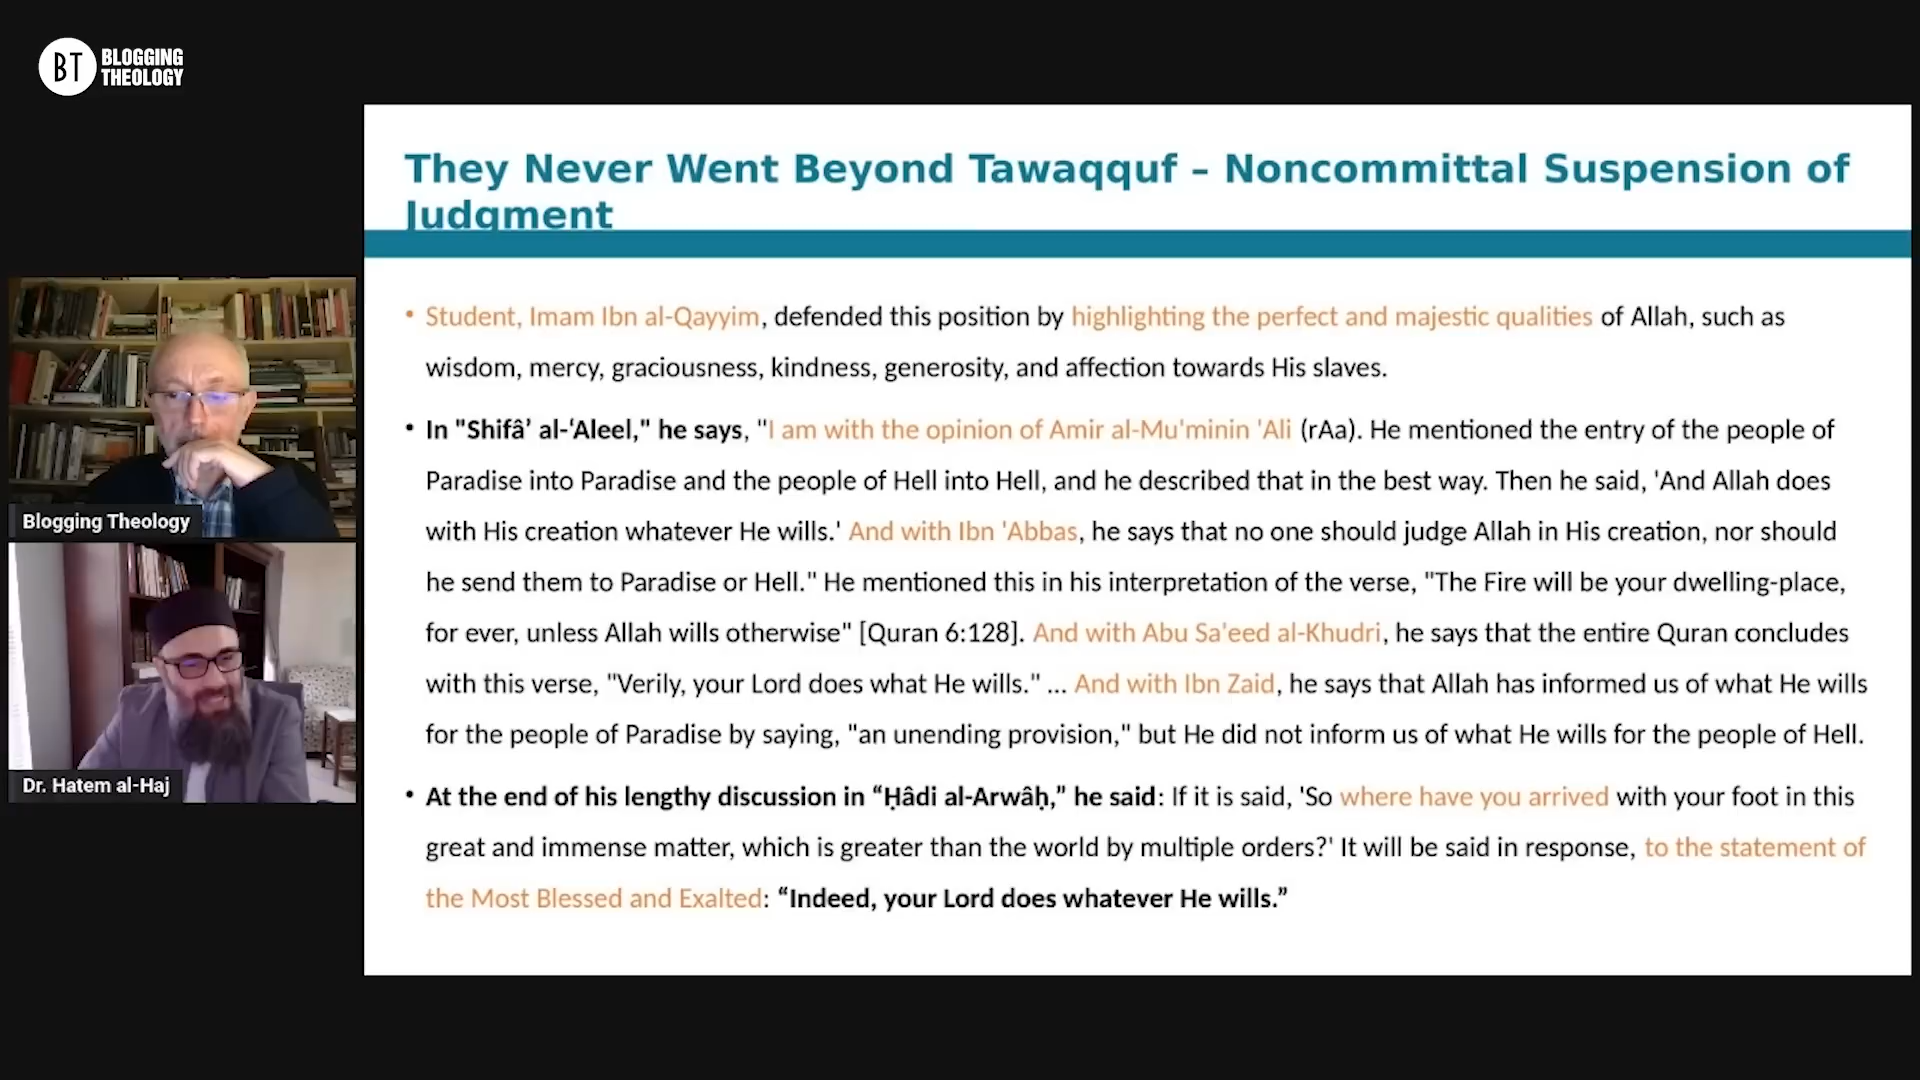 BT BLOGGING
THEOLOGY
They Never Went Beyond Tawaqquf – Noncommittal Suspension of
Judgment
• Student, Imam Ibn al-Qayyim, defended this position by highlighting the perfect and majestic qualities of Allah, such as
wisdom, mercy, graciousness, kindness, generosity, and affection towards His slaves.
• In "Shifâ’ al-‘Aleel," he says, "I am with the opinion of Amir al-Mu'minin 'Ali (rAa). He mentioned the entry of the people of
Paradise into Paradise and the people of Hell into Hell, and he described that in the best way. Then he said, 'And Allah does
with His creation whatever He wills.' And with Ibn 'Abbas, he says that no one should judge Allah in His creation, nor should
he send them to Paradise or Hell." He mentioned this in his interpretation of the verse, "The Fire will be your dwelling-place,
for ever, unless Allah wills otherwise" [Quran 6:128]. And with Abu Sa'eed al-Khudri, he says that the entire Quran concludes
with this verse, "Verily, your Lord does what He wills." ... And with Ibn Zaid, he says that Allah has informed us of what He wills
for the people of Paradise by saying, "an unending provision," but He did not inform us of what He wills for the people of Hell.
• At the end of his lengthy discussion in “Ḥâdi al-Arwâḥ,” he said: If it is said, 'So where have you arrived with your foot in this
great and immense matter, which is greater than the world by multiple orders?' It will be said in response, to the statement of
the Most Blessed and Exalted: “Indeed, your Lord does whatever He wills.”
Blogging Theology
Dr. Hatem al-Haj